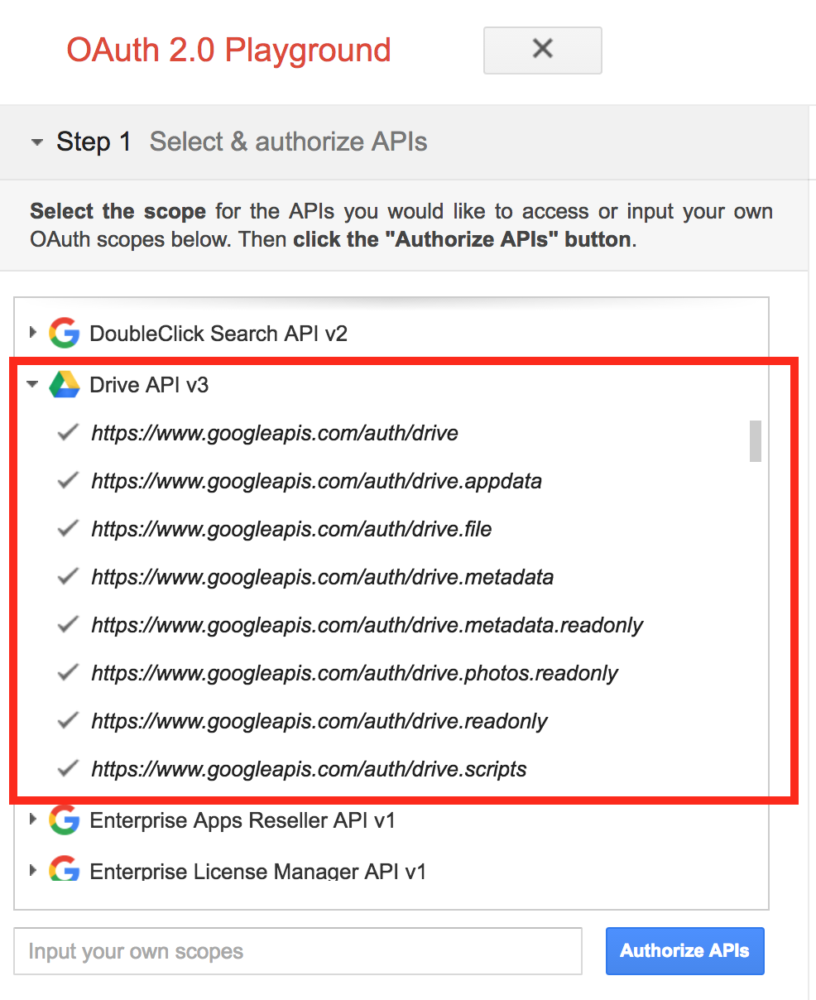 OAuth 2.0 Playground
Step 1 Select & authorize APIs
Select the scope for the APIs you would like to access or input your own
OAuth scopes below. Then click the "Authorize APIs" button.
DoubleClick Search API v2
Drive API v3
https://www.googleapis.com/auth/drive
https://www.googleapis.com/auth/drive.appdata
https://www.googleapis.com/auth/drive.file
https://www.googleapis.com/auth/drive.metadata
https://www.googleapis.com/auth/drive.metadata.readonly
https://www.googleapis.com/auth/drive.photos.readonly
https://www.googleapis.com/auth/drive.readonly
https://www.googleapis.com/auth/drive.scripts
Enterprise Apps Reseller API v1
Enterprise License Manager API v1
Input your own scopes
Authorize APIs